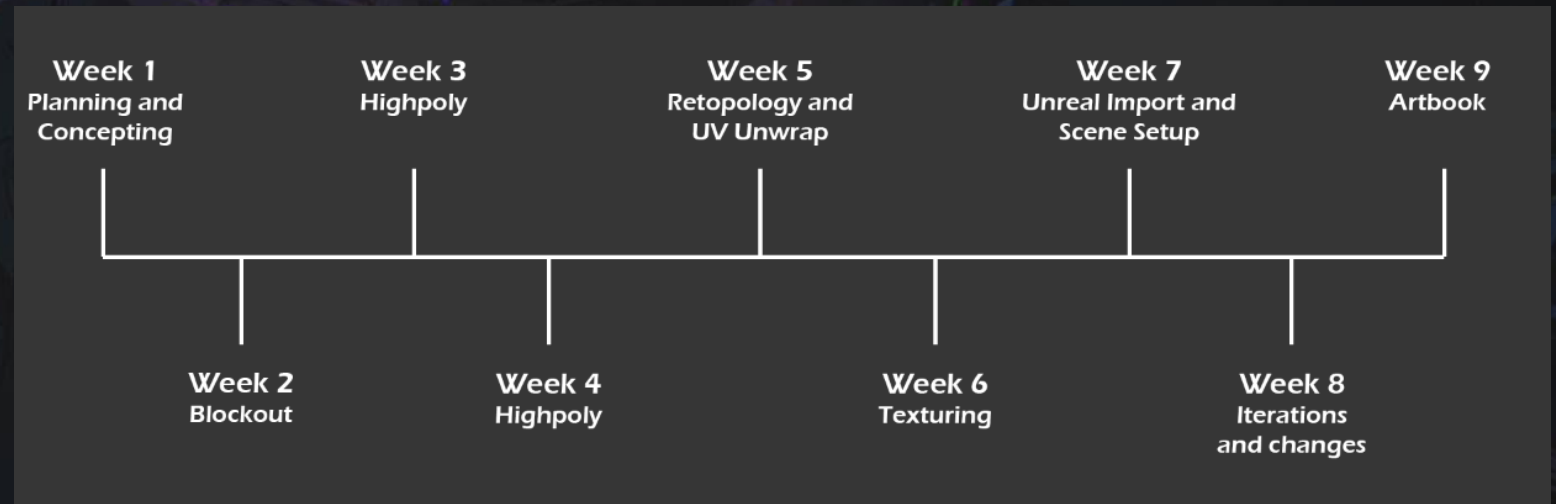 Week 1
Planning and
Concepting
Week 2
Blockout
Week 3
Highpoly
Week 4
Highpoly
Week 5
Retopology and
UV Unwrap
Week 6
Texturing
Week 7
Unreal Import and
Scene Setup
Week 8
Iterations
and changes
Week 9
Artbook